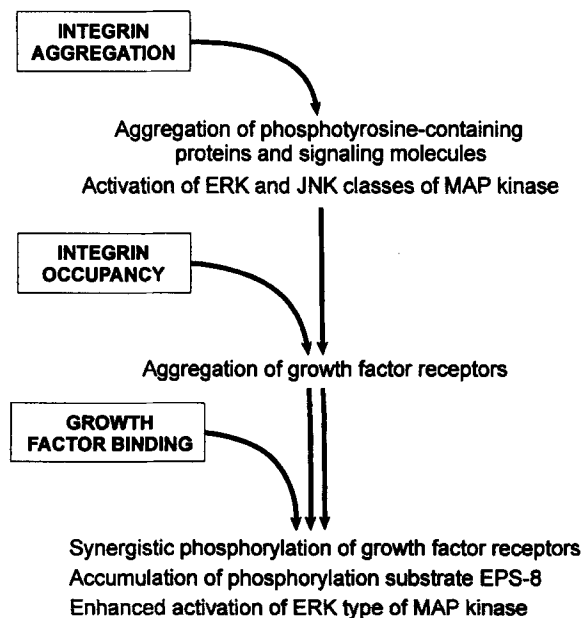 INTEGRIN
AGGREGATION
Aggregation of phosphotyrosine-containing
proteins and signaling molecules
Activation of ERK and JNK classes of MAP kinase
INTEGRIN
OCCUPANCY
Aggregation of growth factor receptors
GROWTH
FACTOR BINDING
Synergistic phosphorylation of growth factor receptors
Accumulation of phosphorylation substrate EPS-8
Enhanced activation of ERK type of MAP kinase